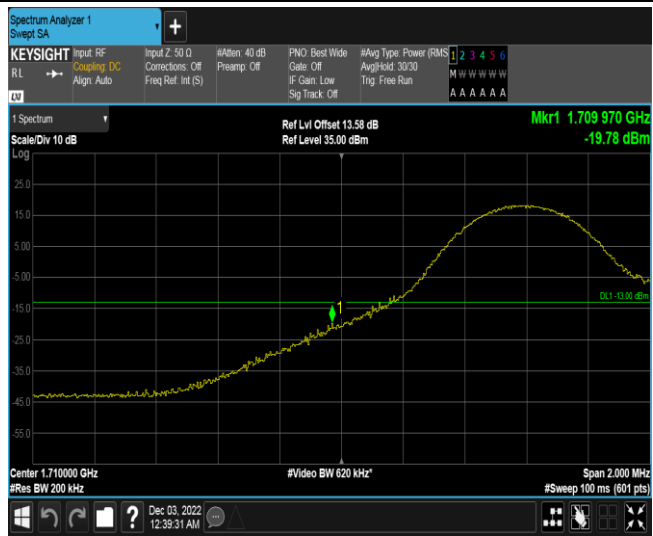 Spectrum Analyzer 1
Swept SA
+
KEYSIGHT
RL
Input: RF
Coupling: DC
Align: Auto
Input Z: 50 Ω
Corrections: Off
Freq Ref: Int (S)
#Atten: 40 dB
Preamp: Off
PNO: Best Wide
Gate: Off
IF Gain: Low
Sig Track: Off
#Avg Type: Power (RMS
Avg|Hold: 30/30
Trig: Free Run
1 2 3 4 5 6
M W W W W W
A A A A A A
LXI
1 Spectrum
Scale/Div 10 dB
Log
Ref Lvl Offset 13.58 dB
Ref Level 35.00 dBm
Mkr1 1.709 970 GHz
-19.78 dBm
25.0
15.0
5.00
-5.00
-15.0
-25.0
-35.0
-45.0
-55.0
1
DL1 -13.00 dBm
Center 1.710000 GHz
#Res BW 200 kHz
#Video BW 620 kHz*
Span 2.000 MHz
#Sweep 100 ms (601 pts)
?
Dec 03, 2022
12:39:31 AM